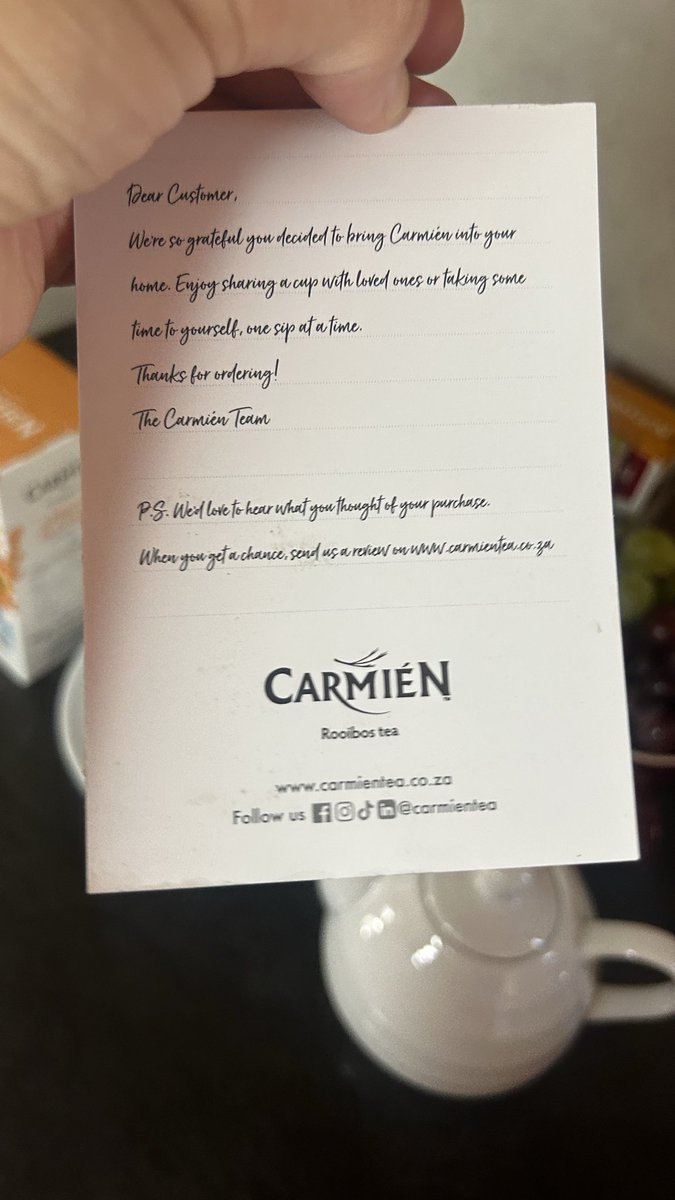 Dear Customer,
We're so grateful you decided to bring Carmién into your
home. Enjoy sharing a cup with loved ones or taking some
time to yourself, one sip at a time.
Thanks for ordering!
The Carmién Team
P.S. We'd love to hear what you thought of your purchase.
When you get a chance, send us a review on www.carmientea.co.za
CARMIÉN
Rooibos tea
www.carmientea.co.za
Follow us @carmientea